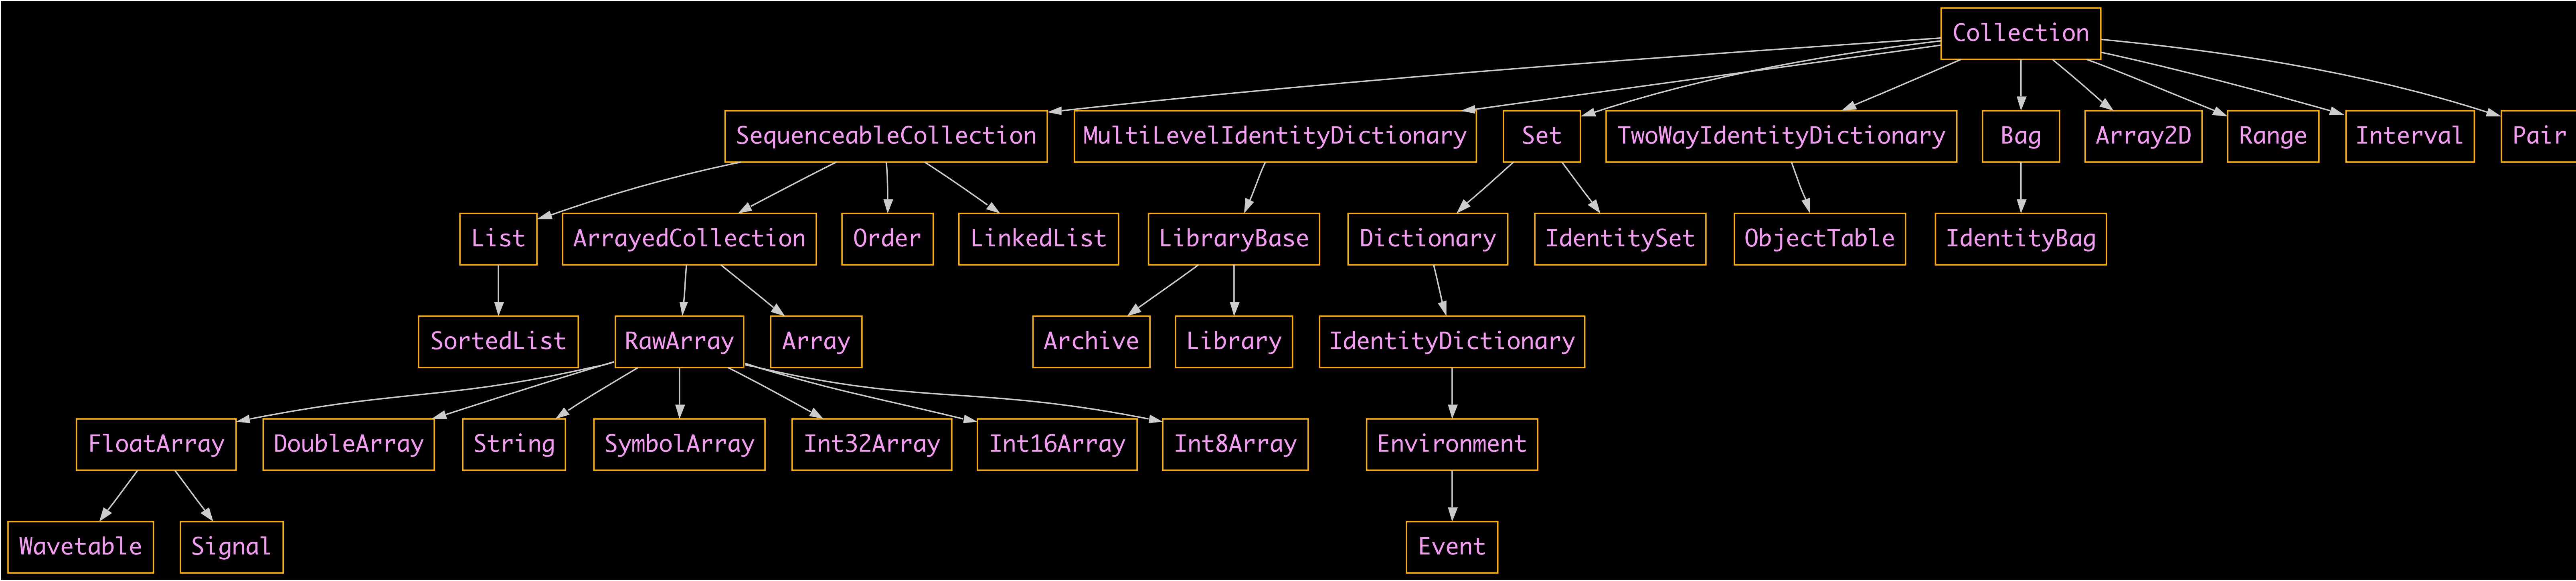 Collection
SequenceableCollection
MultiLevelIdentityDictionary
Set
TwoWayIdentityDictionary
Bag
Array2D
Range
Interval
Pair
List
ArrayedCollection
Order
LinkedList
LibraryBase
Dictionary
IdentitySet
ObjectTable
IdentityBag
SortedList
RawArray
Array
Archive
Library
IdentityDictionary
FloatArray
DoubleArray
String
SymbolArray
Int32Array
Int16Array
Int8Array
Environment
Wavetable
Signal
Event